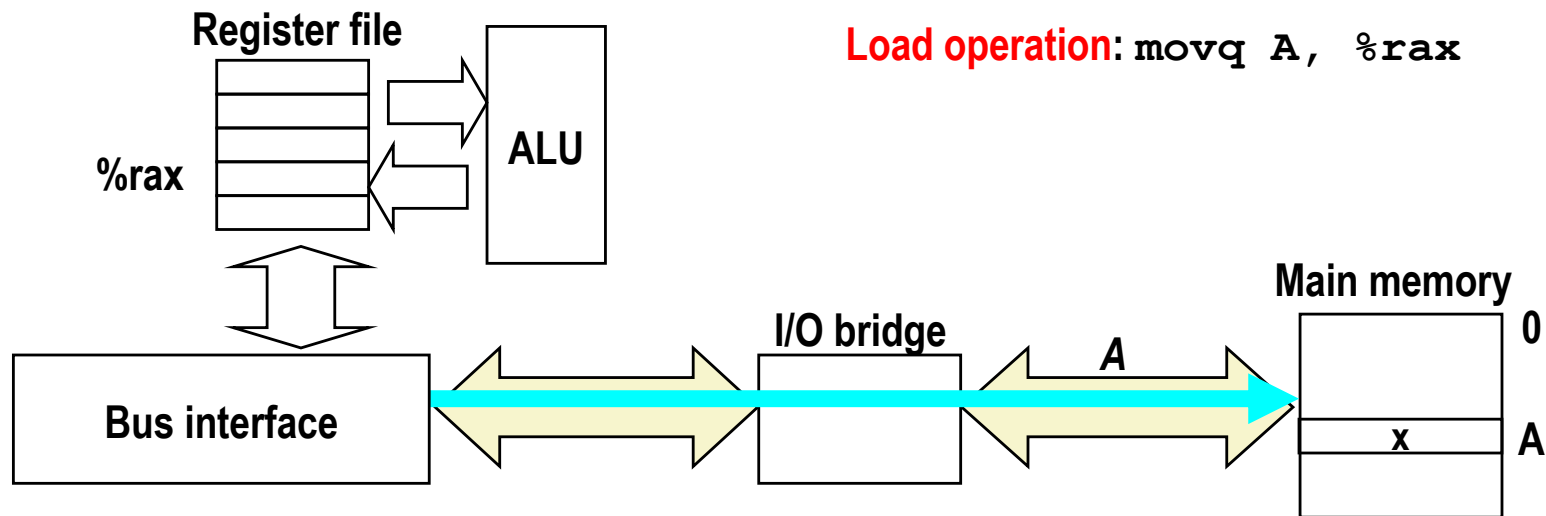 Register file
Load operation: movq A, %rax
ALU
%rax
Main memory
0
I/O bridge
A
Bus interface
x
A